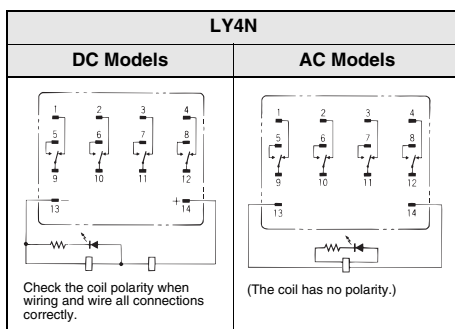 LY4N
DC Models
AC Models
1 2 3 4
5 6 7 8
9 10 11 12
13 − + 14
Check the coil polarity when
wiring and wire all connections
correctly.
1 2 3 4
5 6 7 8
9 10 11 12
13 14
(The coil has no polarity.)